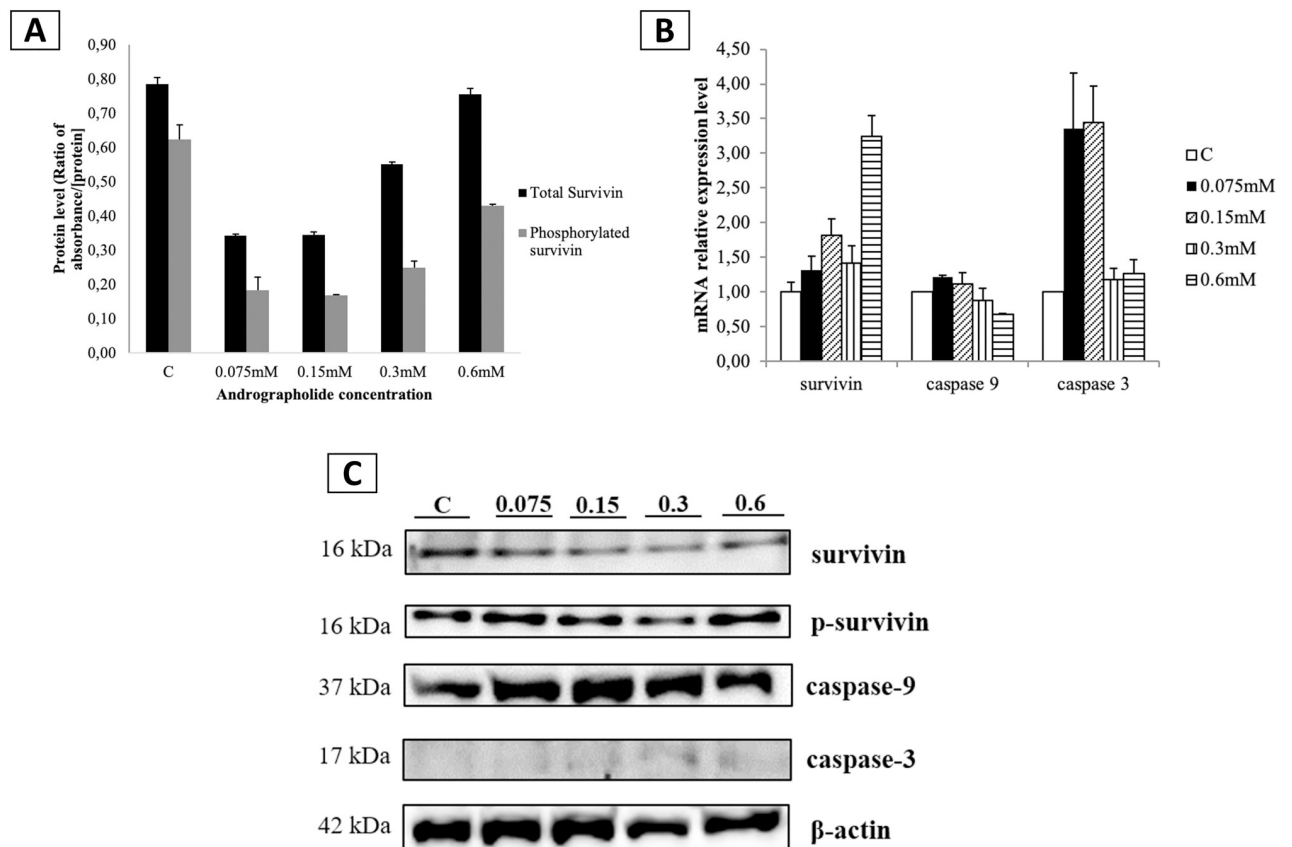 A
0,90
0,80
0,70
0,60
0,50
0,40
0,30
0,20
0,10
0,00
Protein level (Ratio of
absorbance/[protein]
C 0.075mM 0.15mM 0.3mM 0.6mM
Andrographolide concentration
Total Survivin
Phosphorylated
survivin
B
4,50
4,00
3,50
3,00
2,50
2,00
1,50
1,00
0,50
0,00
mRNA relative expression level
survivin caspase 9 caspase 3
C
0.075mM
0.15mM
0.3mM
0.6mM
C
C 0.075 0.15 0.3 0.6
16 kDa survivin
16 kDa p-survivin
37 kDa caspase-9
17 kDa caspase-3
42 kDa β-actin